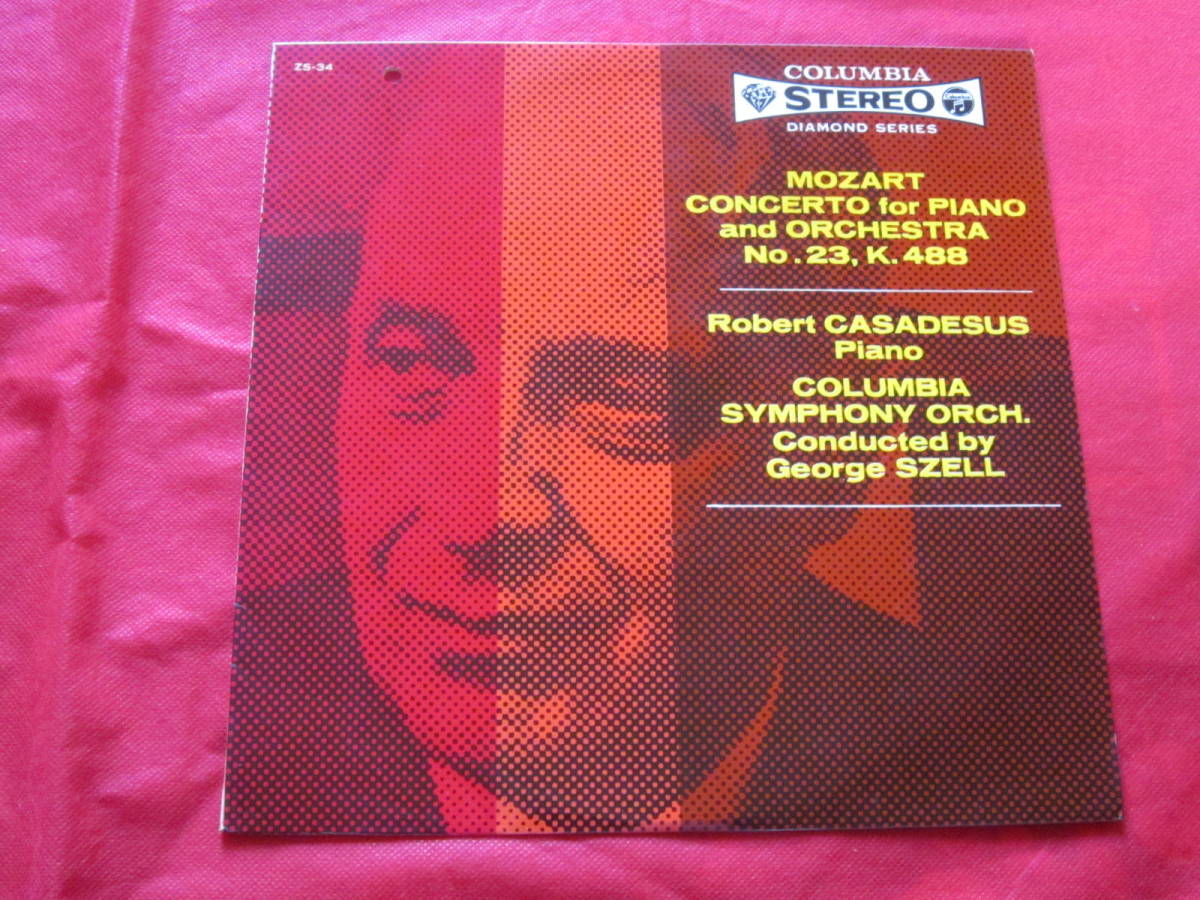 ZS-34
COLUMBIA
STEREO
DIAMOND SERIES
MOZART
CONCERTO for PIANO
and ORCHESTRA
No.23, K.488
Robert CASADESUS
Piano
COLUMBIA
SYMPHONY ORCH.
Conducted by
George SZELL